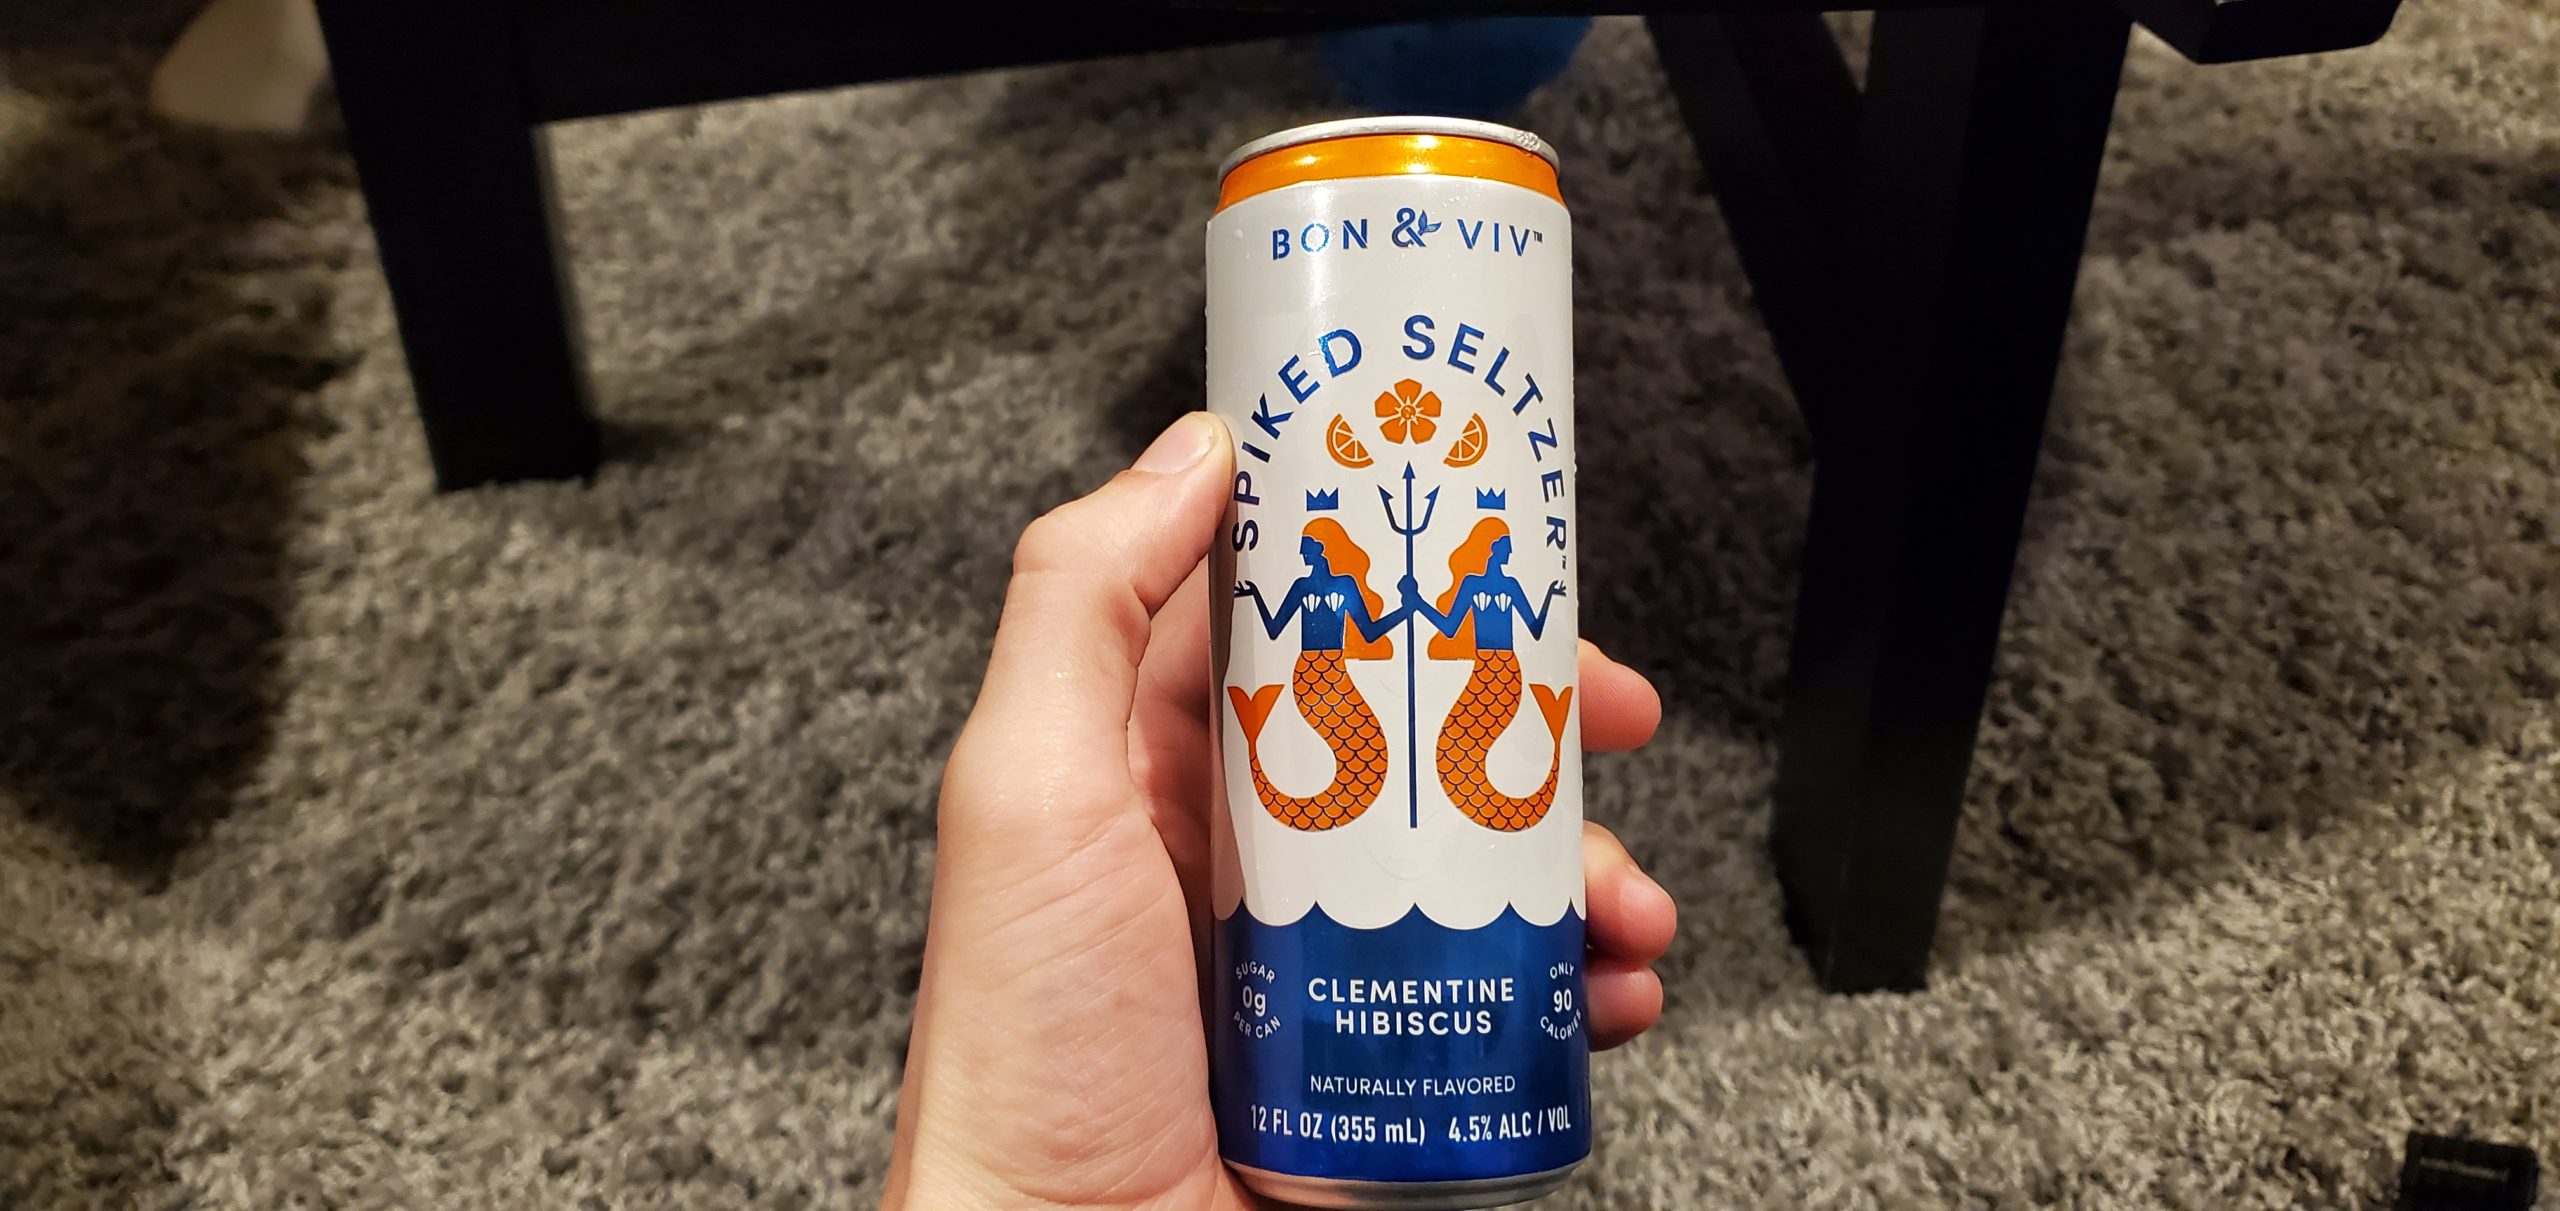 BON & VIV™
SPIKED SELTZER™
SUGAR
0g
PER CAN
CLEMENTINE
HIBISCUS
ONLY
90
CALORIES
NATURALLY FLAVORED
12 FL OZ (355 mL) 4.5% ALC / VOL